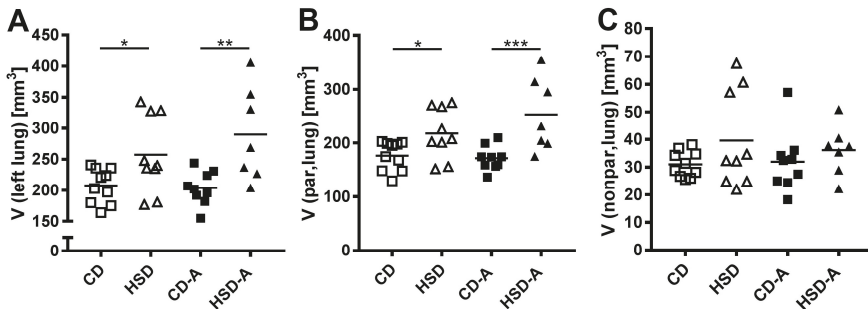 A
V (left lung) [mm³]
450
400
350
300
250
200
150
0
*
**
CD
HSD
CD-A
HSD-A
B
V (par,lung) [mm³]
400
300
200
100
0
*
***
CD
HSD
CD-A
HSD-A
C
V (nonpar,lung) [mm³]
80
70
60
50
40
30
20
10
0
CD
HSD
CD-A
HSD-A